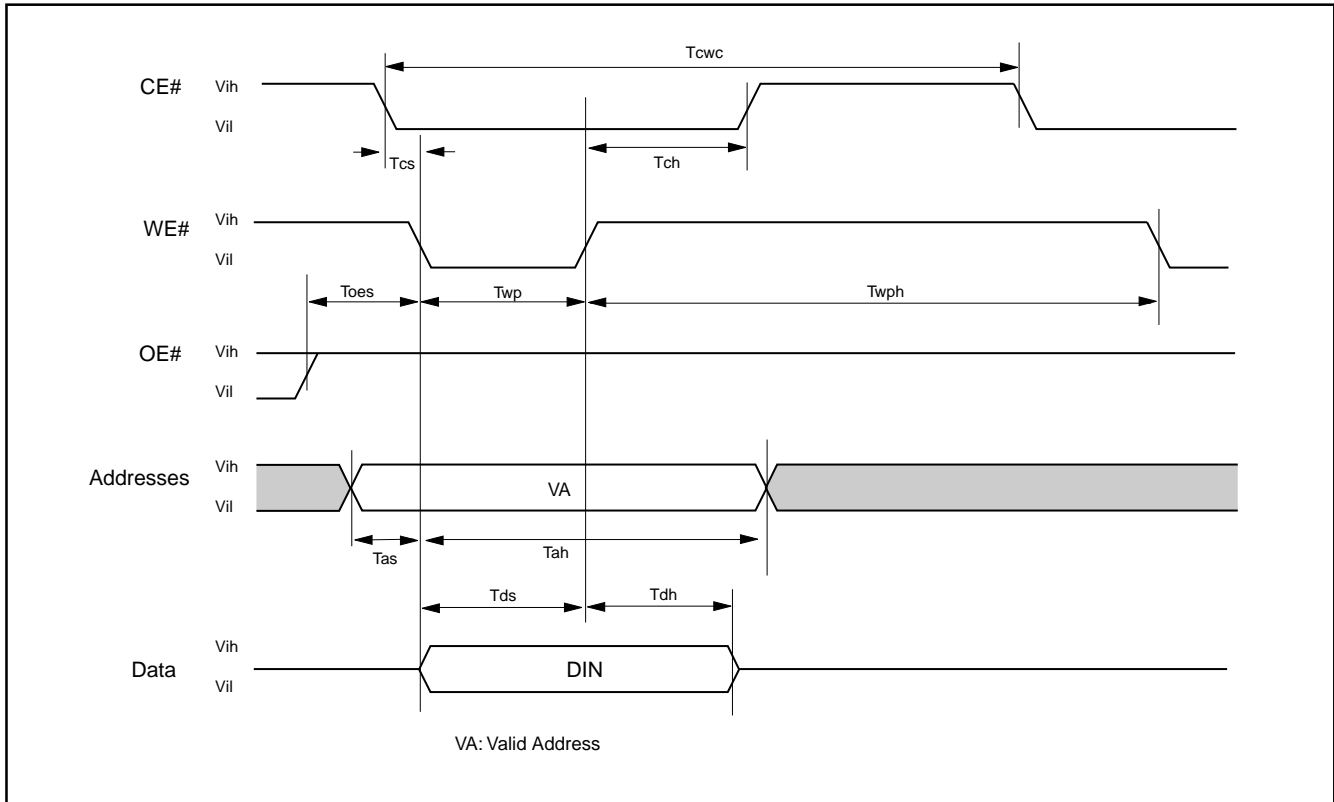 Tcwc
CE# Vih
Vil
Tcs Tch
WE# Vih
Vil
Toes Twp Twph
OE# Vih
Vil
Addresses Vih
VA
Vil
Tas Tah
Tds Tdh
Vih
Data DIN
Vil
VA: Valid Address